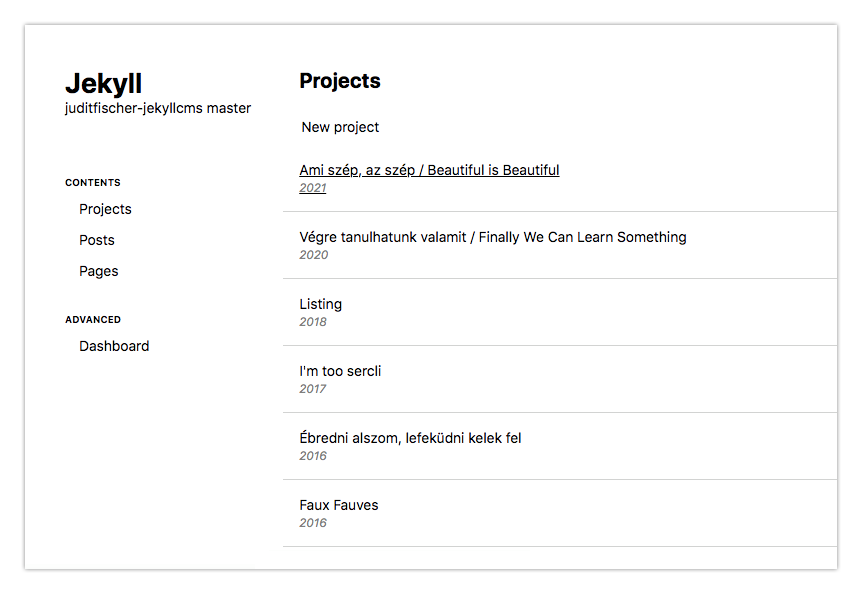 Jekyll
juditfischer-jekyllcms master
CONTENTS
Projects
Posts
Pages
ADVANCED
Dashboard
Projects
New project
Ami szép, az szép / Beautiful is Beautiful
2021
Végre tanulhatunk valamit / Finally We Can Learn Something
2020
Listing
2018
I'm too sercli
2017
Ébredni alszom, lefeküdni kelek fel
2016
Faux Fauves
2016